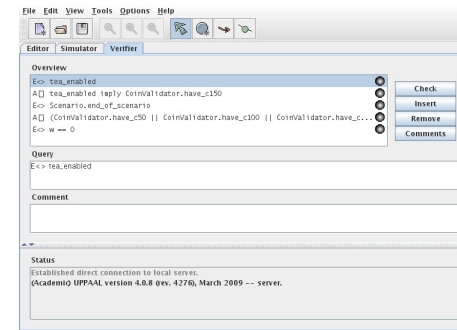 File Edit View Tools Options Help
Editor Simulator Verifier
Overview
E<> tea_enabled
A[] tea_enabled imply CoinValidator.have_c150
E<> Scenario.end_of_scenario
A[] (CoinValidator.have_c50 || CoinValidator.have_c100 || CoinValidator.have_c...
E<> w == 0
Check
Insert
Remove
Comments
Query
E<> tea_enabled
Comment
Status
Established direct connection to local server.
(Academic) UPPAAL version 4.0.8 (rev. 4276), March 2009 -- server.